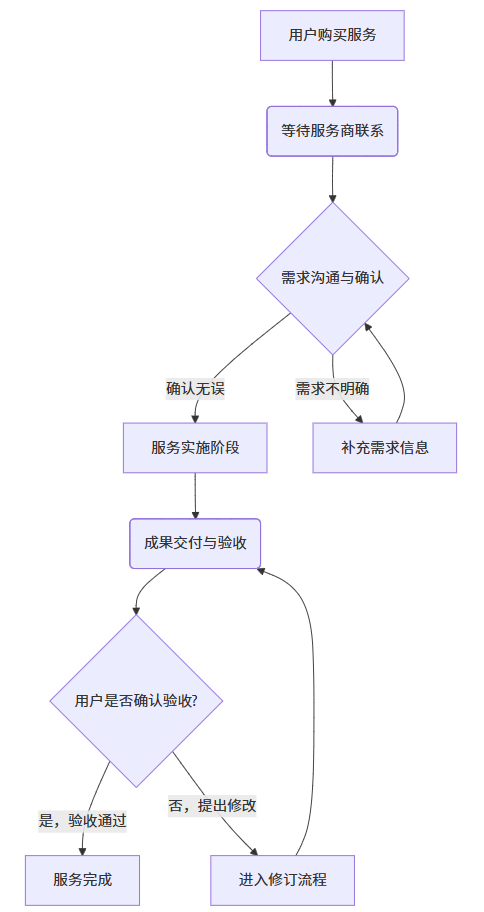 用户购买服务
等待服务商联系
需求沟通与确认
确认无误
需求不明确
服务实施阶段
补充需求信息
成果交付与验收
用户是否确认验收?
否，提出修改
是，验收通过
服务完成
进入修订流程